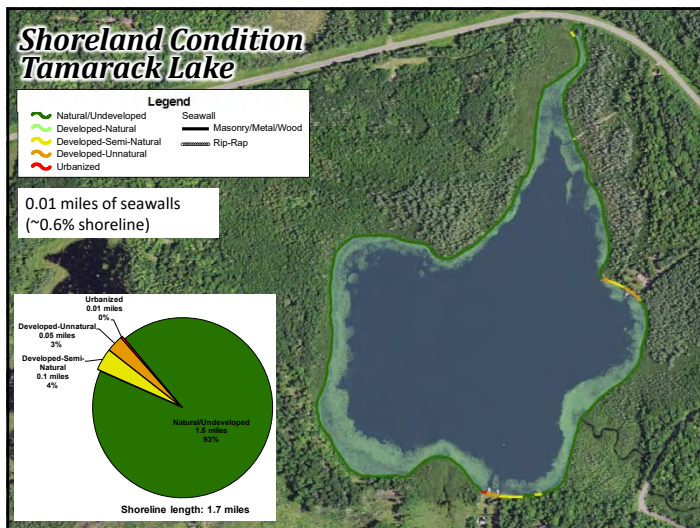 Shoreland Condition
Tamarack Lake
Legend
Natural/Undeveloped
Developed-Natural
Developed-Semi-Natural
Developed-Unnatural
Urbanized
Seawall
Masonry/Metal/Wood
Rip-Rap
0.01 miles of seawalls
(~0.6% shoreline)
Urbanized
0.01 miles
0%
Developed-Unnatural
0.05 miles
3%
Developed-Semi-
Natural
0.1 miles
4%
Natural/Undeveloped
1.5 miles
93%
Shoreline length: 1.7 miles